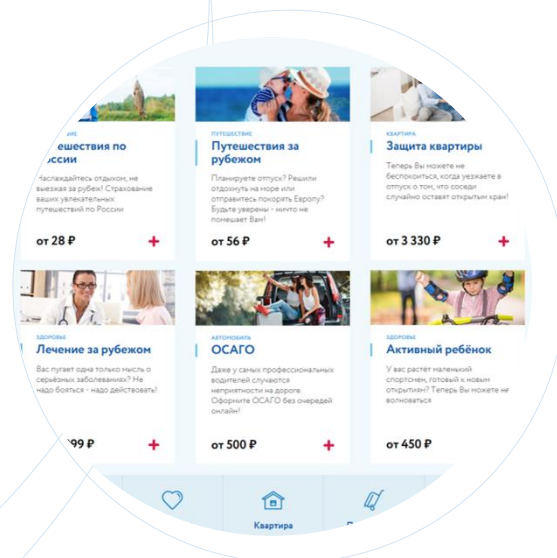 ПУТЕШЕСТВИЕ
КВАРТИРА
Путешествия за
рубежом
Защита квартиры
Наслаждайтесь отдыхом, не
выезжая за рубеж! Страхование
ваших увлекательных
путешествий по России
Планируете отпуск? Решили
отдохнуть на море или
отправитесь покорять Европу?
Будьте уверены - ничто не
помешает Вам!
Теперь Вы можете не
беспокоиться, когда уезжаете в
отпуск о том, что соседи
случайно оставят открытым кран!
от 28 ₽
от 56 ₽
от 3 330 ₽
ЗДОРОВЬЕ
АВТОМОБИЛЬ
ЗДОРОВЬЕ
Лечение за рубежом
ОСАГО
Активный ребёнок
Вас пугает одна только мысль о
серьёзных заболеваниях? Не
надо бояться - надо действовать!
Даже у самых профессиональных
водителей случаются
неприятности на дороге.
Оформите ОСАГО без очередей
онлайн!
У вас растёт маленький
спортсмен, готовый к новым
открытиям? Теперь Вы можете не
волноваться
99 ₽
от 500 ₽
от 450 ₽
Квартира